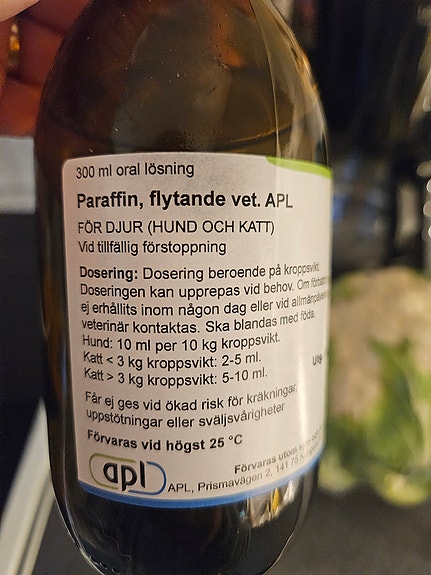 300 ml oral lösning
Paraffin, flytande vet. APL
FÖR DJUR (HUND OCH KATT)
Vid tillfällig förstoppning
Dosering: Dosering beroende på kroppsvikt.
Doseringen kan upprepas vid behov. Om
ej erhållits inom någon dag eller vid
veterinär kontaktas. Ska blandas med föda.
Hund: 10 ml per 10 kg kroppsvikt.
Katt < 3 kg kroppsvikt: 2-5 ml.
Katt > 3 kg kroppsvikt: 5-10 ml.
Får ej ges vid ökad risk för kräkningar,
uppstötningar eller sväljsvårigheter
Förvaras vid högst 25 °C
Förvaras utom
apl
APL, Prismavägen 2, 141 75